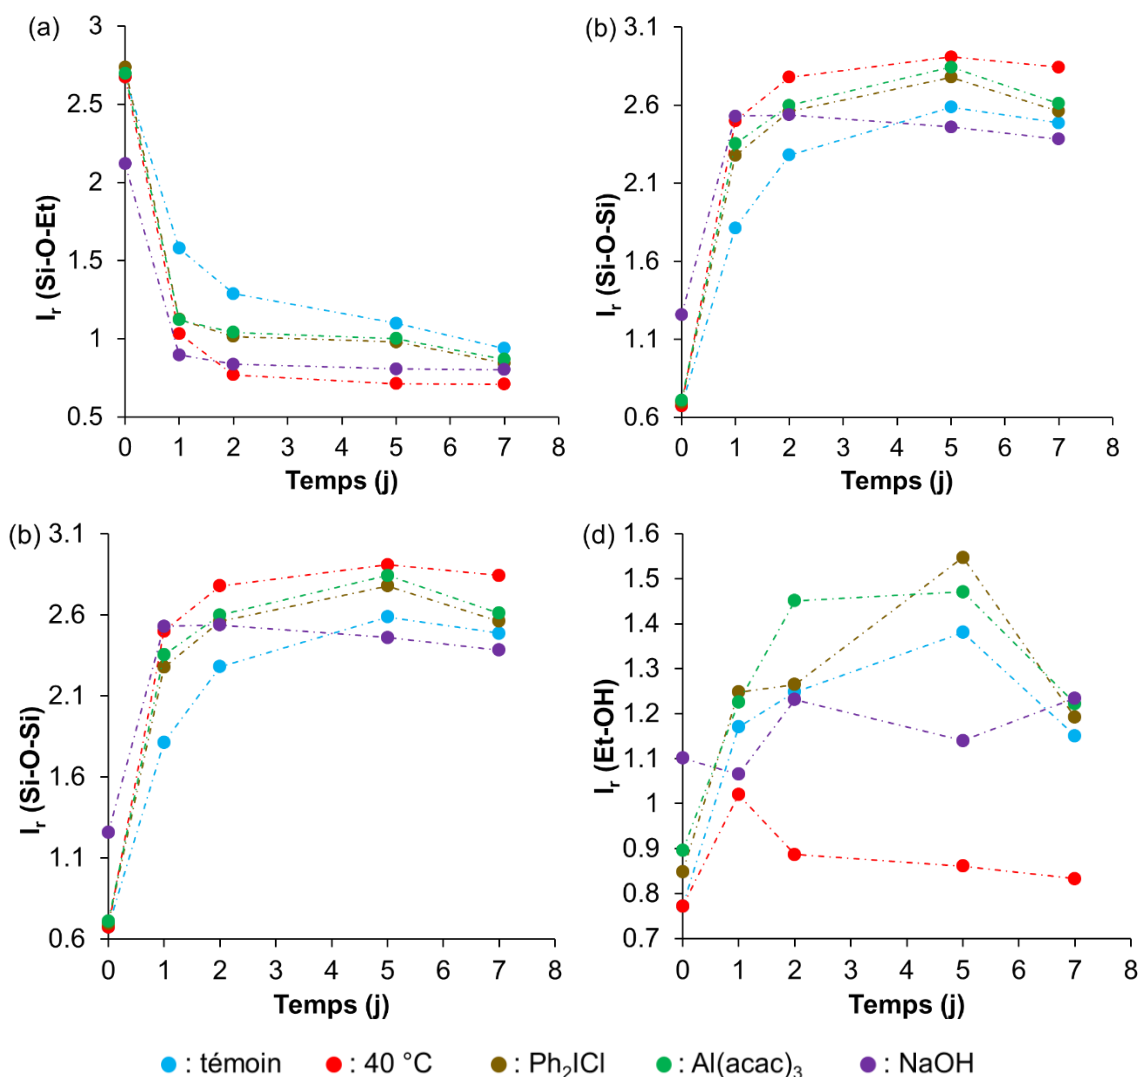 (a)
3
2.5
2
1.5
1
0.5
0 1 2 3 4 5 6 7 8
Temps (j)
I_r (Si-O-Et)
(b)
3.1
2.6
2.1
1.6
1.1
0.6
0 1 2 3 4 5 6 7 8
Temps (j)
I_r (Si-O-Si)
(b)
3.1
2.6
2.1
1.6
1.1
0.6
0 1 2 3 4 5 6 7 8
Temps (j)
I_r (Si-O-Si)
(d)
1.6
1.5
1.4
1.3
1.2
1.1
1
0.9
0.8
0.7
0 1 2 3 4 5 6 7 8
Temps (j)
I_r (Et-OH)
: témoin : 40 °C : Ph₂ICl : Al(acac)₃ : NaOH